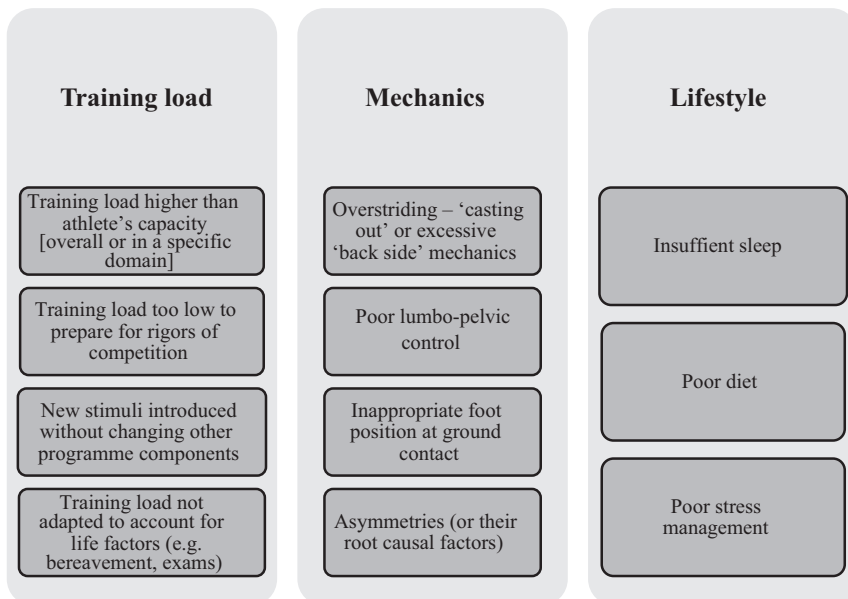 Training load
Training load higher than
athlete’s capacity
[overall or in a specific
domain]
Training load too low to
prepare for rigors of
competition
New stimuli introduced
without changing other
programme components
Training load not
adapted to account for
life factors (e.g.
bereavement, exams)
Mechanics
Overstriding – ‘casting
out’ or excessive
‘back side’ mechanics
Poor lumbo-pelvic
control
Inappropriate foot
position at ground
contact
Asymmetries (or their
root causal factors)
Lifestyle
Insufficient sleep
Poor diet
Poor stress
management